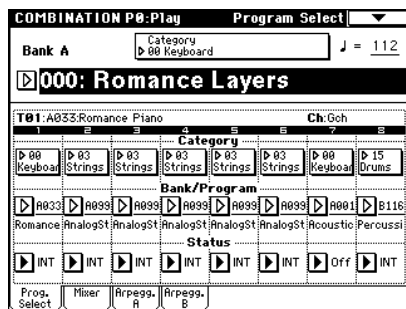 COMBINATION P0:Play Program Select
Bank A Category 00 Keyboard ♩ = 112
000: Romance Layers
T01:A033:Romance Piano Ch:Gch
1 2 3 4 5 6 7 8
Category
00 Keyboar 03 Strings 03 Strings 03 Strings 03 Strings 03 Strings 00 Keyboar 15 Drums
Bank/Program
A033 A099 A099 A099 A099 A099 A001 B116
Romance AnalogSt AnalogSt AnalogSt AnalogSt AnalogSt Acoustic Percussi
Status
INT INT INT INT INT INT Off INT
Prog. Select Mixer Arpegg. A Arpegg. B